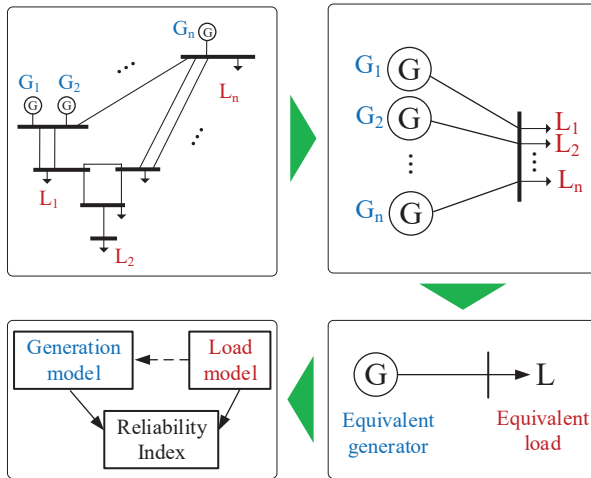 Gn
G
G1
G2
...
G
G
Ln
...
L1
L2
G1
G
G2
G
...
Gn
G
L1
L2
...
Ln
Generation
model
Load
model
Reliability
Index
G
L
Equivalent
generator
Equivalent
load